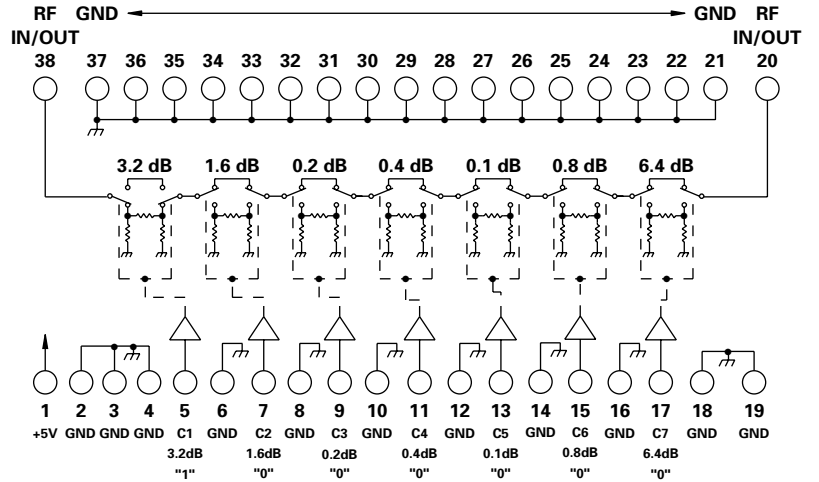 RF GND GND RF
IN/OUT IN/OUT
38 37 36 35 34 33 32 31 30 29 28 27 26 25 24 23 22 21 20
3.2 dB 1.6 dB 0.2 dB 0.4 dB 0.1 dB 0.8 dB 6.4 dB
1 2 3 4 5 6 7 8 9 10 11 12 13 14 15 16 17 18 19
+5V GND GND GND C1 GND C2 GND C3 GND C4 GND C5 GND C6 GND C7 GND GND
3.2dB 1.6dB 0.2dB 0.4dB 0.1dB 0.8dB 6.4dB
"1" "0" "0" "0" "0" "0" "0"